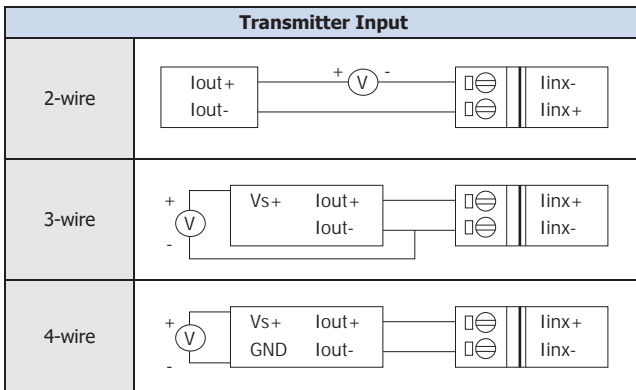 Transmitter Input
2-wire
Iout+
Iout-
+ V -
Iinx-
Iinx+
3-wire
+
V
-
Vs+ Iout+
Iout-
Iinx+
Iinx-
4-wire
+
V
-
Vs+ Iout+
GND Iout-
Iinx+
Iinx-